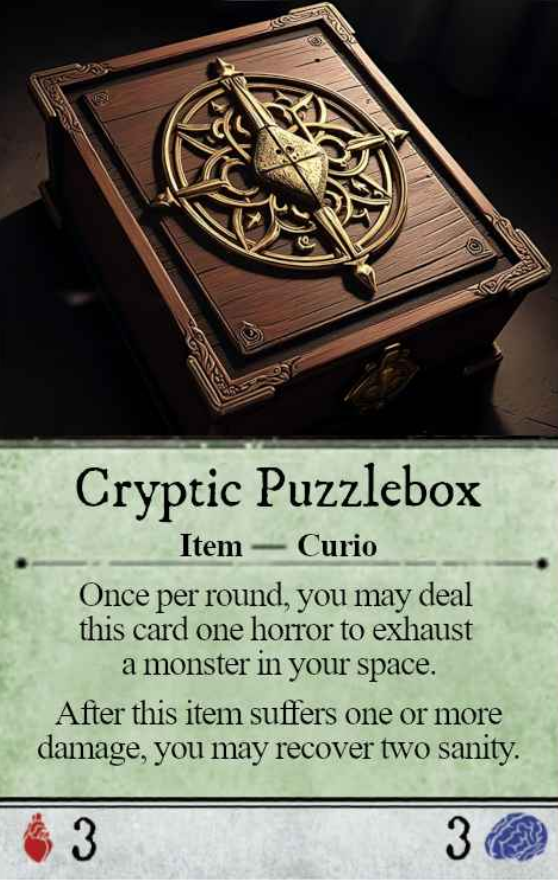 Cryptic Puzzlebox
Item — Curio
Once per round, you may deal
this card one horror to exhaust
a monster in your space.
After this item suffers one or more
damage, you may recover two sanity.
3 3